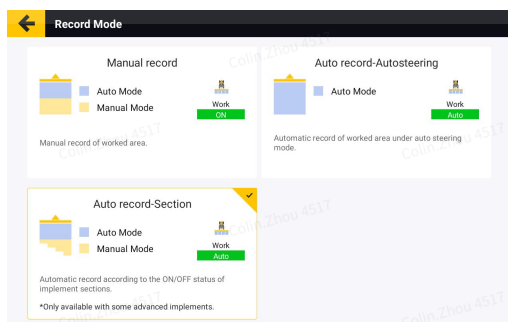 Record Mode
Manual record
Auto Mode
Manual Mode
Work
ON
Manual record of worked area.
Auto record-Autosteering
Auto Mode
Work
Auto
Automatic record of worked area under auto steering
mode.
Auto record-Section
Auto Mode
Manual Mode
Work
Auto
Automatic record according to the ON/OFF status of
implement sections.
*Only available with some advanced implements.
Colin.Zhou 4517
Colin.Zhou 4517
Colin.Zhou 4517
Colin.Zhou 4517
Colin.Zhou 4517